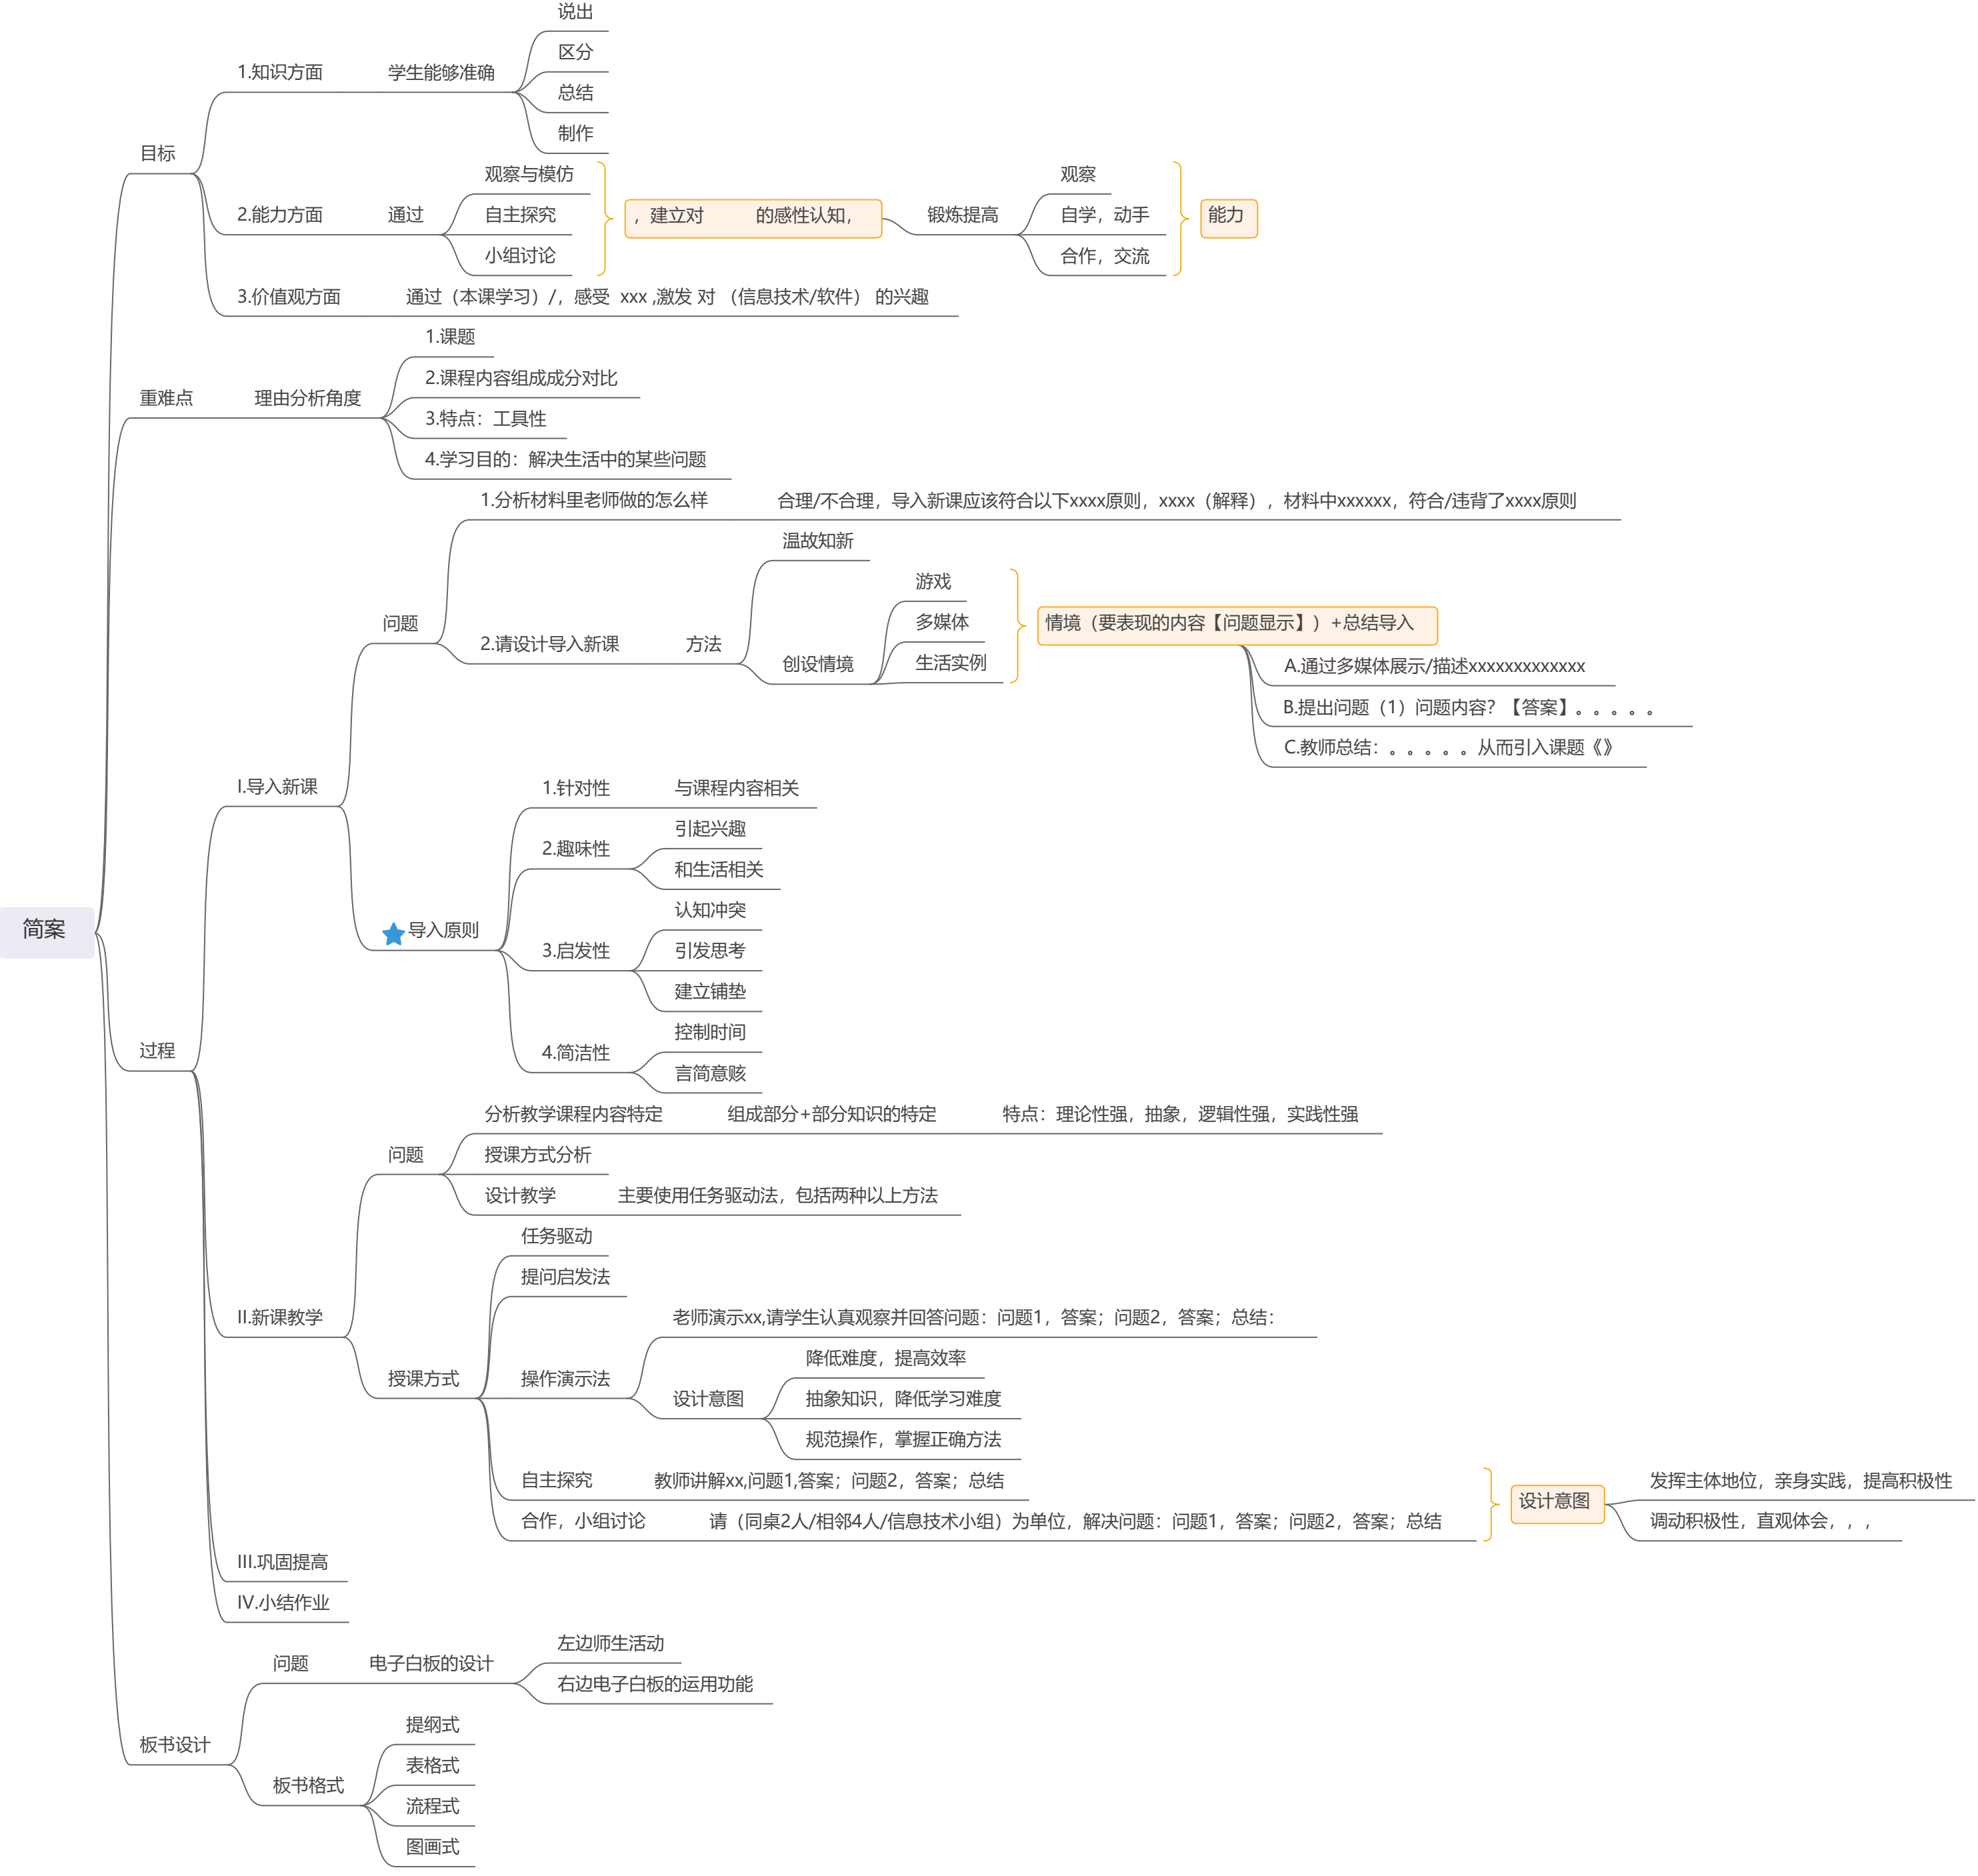 简案
目标
1.知识方面
学生能够准确
说出
区分
总结
制作
2.能力方面
通过
观察与模仿
自主探究
小组讨论
，建立对 的感性认知，
锻炼提高
观察
自学，动手
合作，交流
能力
3.价值观方面
通过（本课学习）/，感受 xxx ,激发 对 （信息技术/软件） 的兴趣
重难点
理由分析角度
1.课题
2.课程内容组成成分对比
3.特点：工具性
4.学习目的：解决生活中的某些问题
过程
I.导入新课
问题
1.分析材料里老师做的怎么样
合理/不合理，导入新课应该符合以下xxxx原则，xxxx（解释），材料中xxxxxx，符合/违背了xxxx原则
2.请设计导入新课
方法
温故知新
创设情境
游戏
多媒体
生活实例
情境（要表现的内容【问题显示】）+总结导入
A.通过多媒体展示/描述xxxxxxxxxxxxx
B.提出问题（1）问题内容？【答案】。。。。。
C.教师总结：。。。。。从而引入课题《》
导入原则
1.针对性
与课程内容相关
2.趣味性
引起兴趣
和生活相关
3.启发性
认知冲突
引发思考
建立铺垫
4.简洁性
控制时间
言简意赅
II.新课教学
问题
分析教学课程内容特定
组成部分+部分知识的特定
特点：理论性强，抽象，逻辑性强，实践性强
授课方式分析
设计教学
主要使用任务驱动法，包括两种以上方法
授课方式
任务驱动
提问启发法
操作演示法
老师演示xx,请学生认真观察并回答问题：问题1，答案；问题2，答案；总结：
设计意图
降低难度，提高效率
抽象知识，降低学习难度
规范操作，掌握正确方法
自主探究
教师讲解xx,问题1,答案；问题2，答案；总结
合作，小组讨论
请（同桌2人/相邻4人/信息技术小组）为单位，解决问题：问题1，答案；问题2，答案；总结
设计意图
发挥主体地位，亲身实践，提高积极性
调动积极性，直观体会，，，
III.巩固提高
IV.小结作业
板书设计
问题
电子白板的设计
左边师生活动
右边电子白板的运用功能
板书格式
提纲式
表格式
流程式
图画式